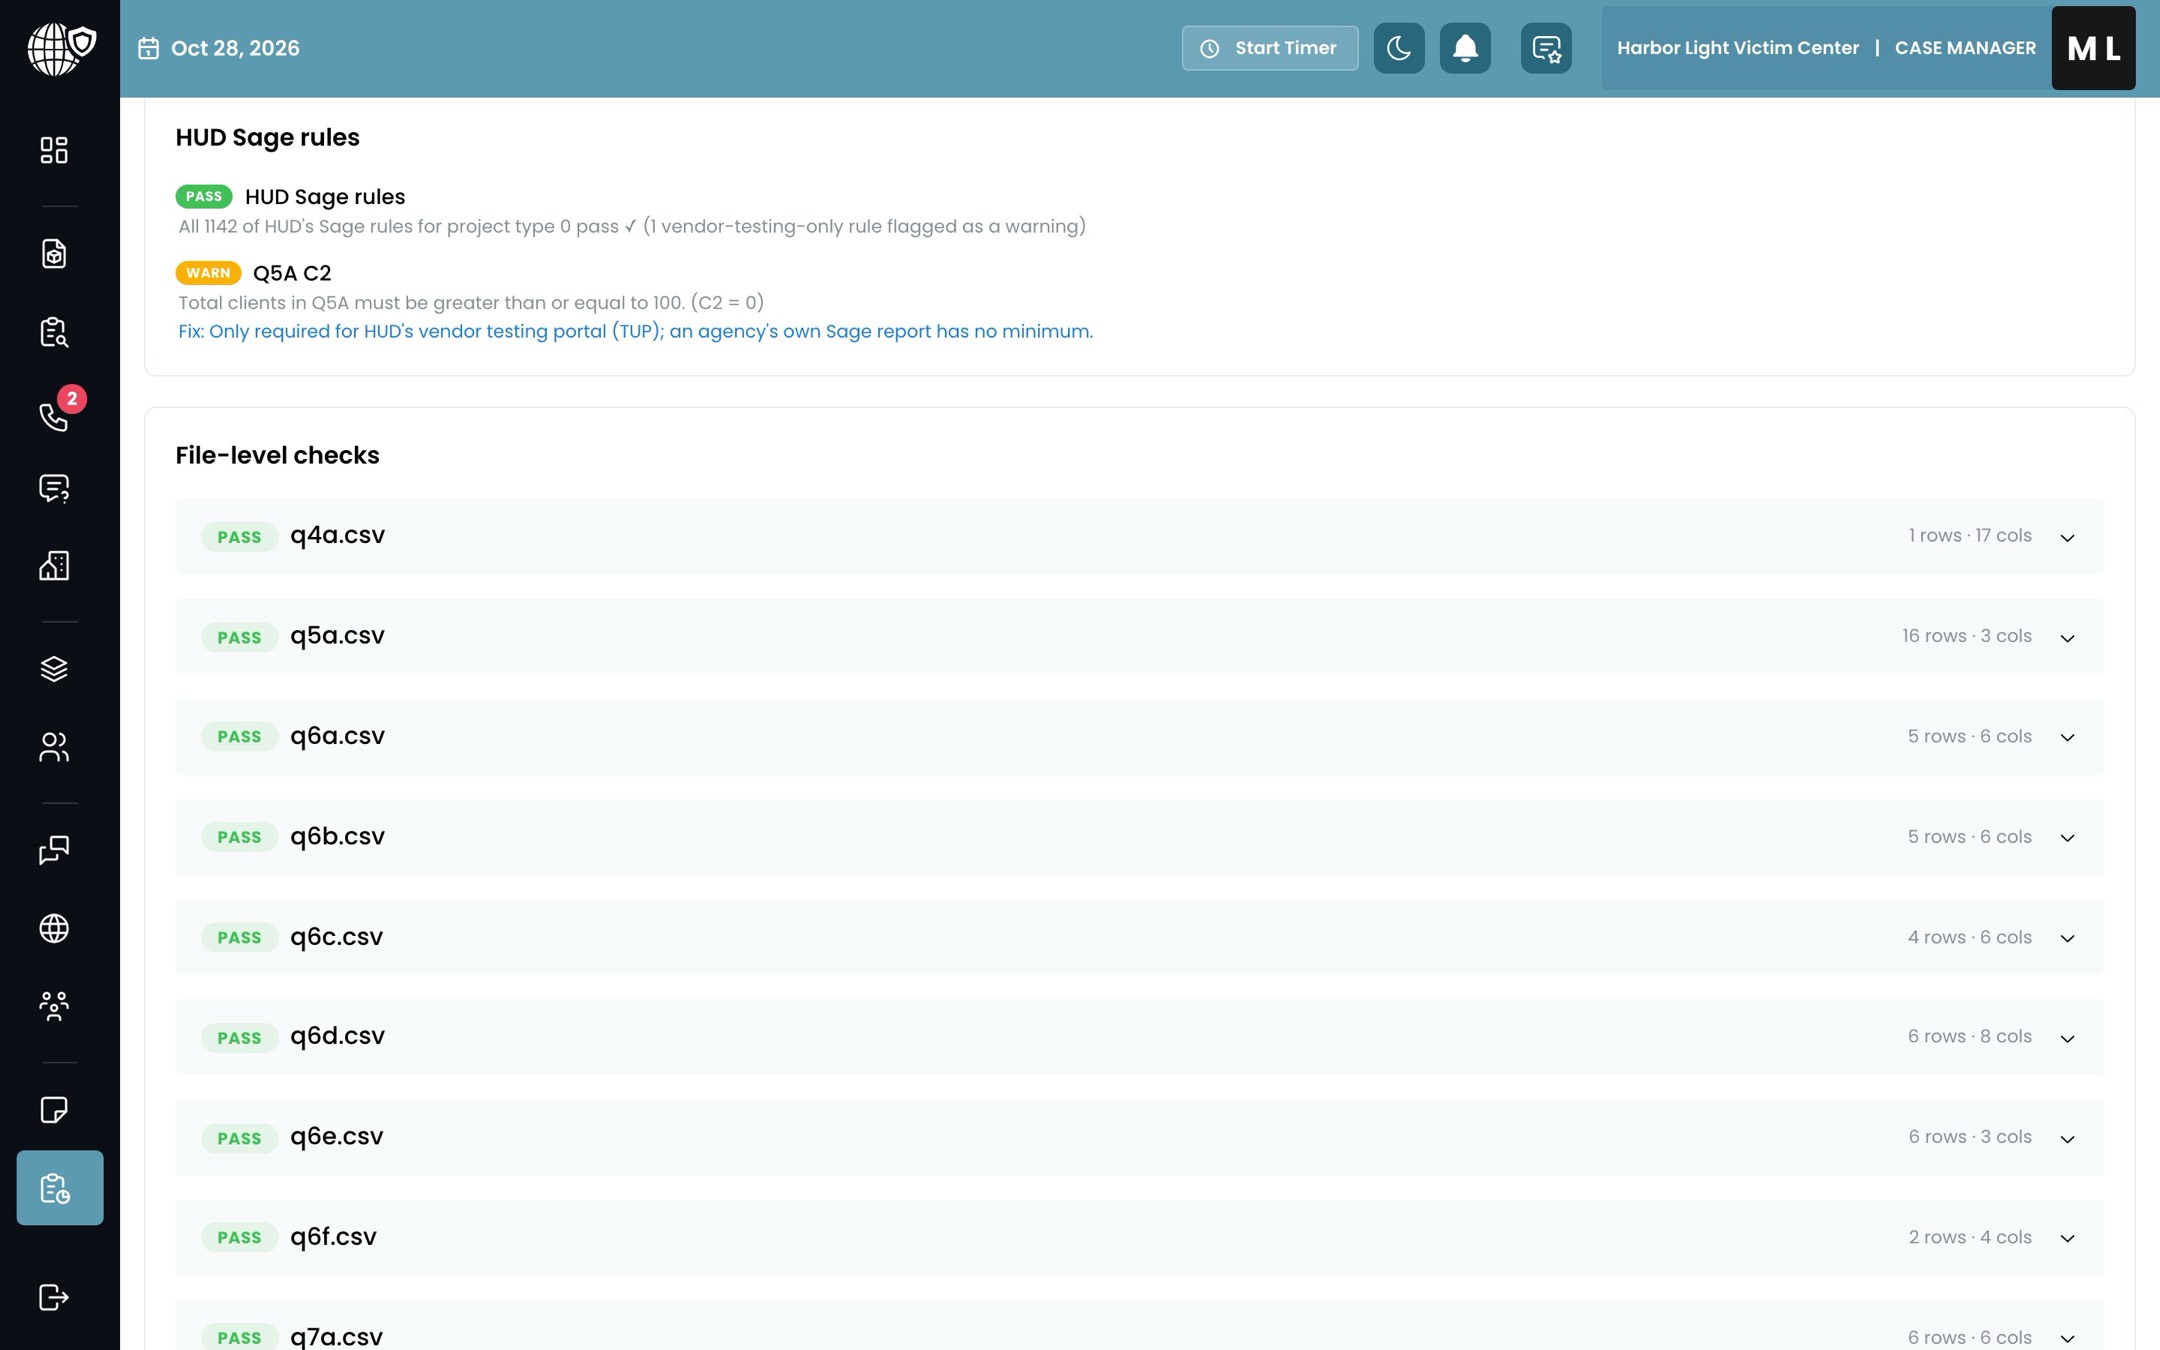 Oct 28, 2026
Start Timer
Harbor Light Victim Center | CASE MANAGER
M L
2
HUD Sage rules
PASS HUD Sage rules
All 1142 of HUD's Sage rules for project type 0 pass ✓ (1 vendor-testing-only rule flagged as a warning)
WARN Q5A C2
Total clients in Q5A must be greater than or equal to 100. (C2 = 0)
Fix: Only required for HUD's vendor testing portal (TUP); an agency's own Sage report has no minimum.
File-level checks
PASS q4a.csv 1 rows · 17 cols
PASS q5a.csv 16 rows · 3 cols
PASS q6a.csv 5 rows · 6 cols
PASS q6b.csv 5 rows · 6 cols
PASS q6c.csv 4 rows · 6 cols
PASS q6d.csv 6 rows · 8 cols
PASS q6e.csv 6 rows · 3 cols
PASS q6f.csv 2 rows · 4 cols
PASS q7a.csv 6 rows · 6 cols